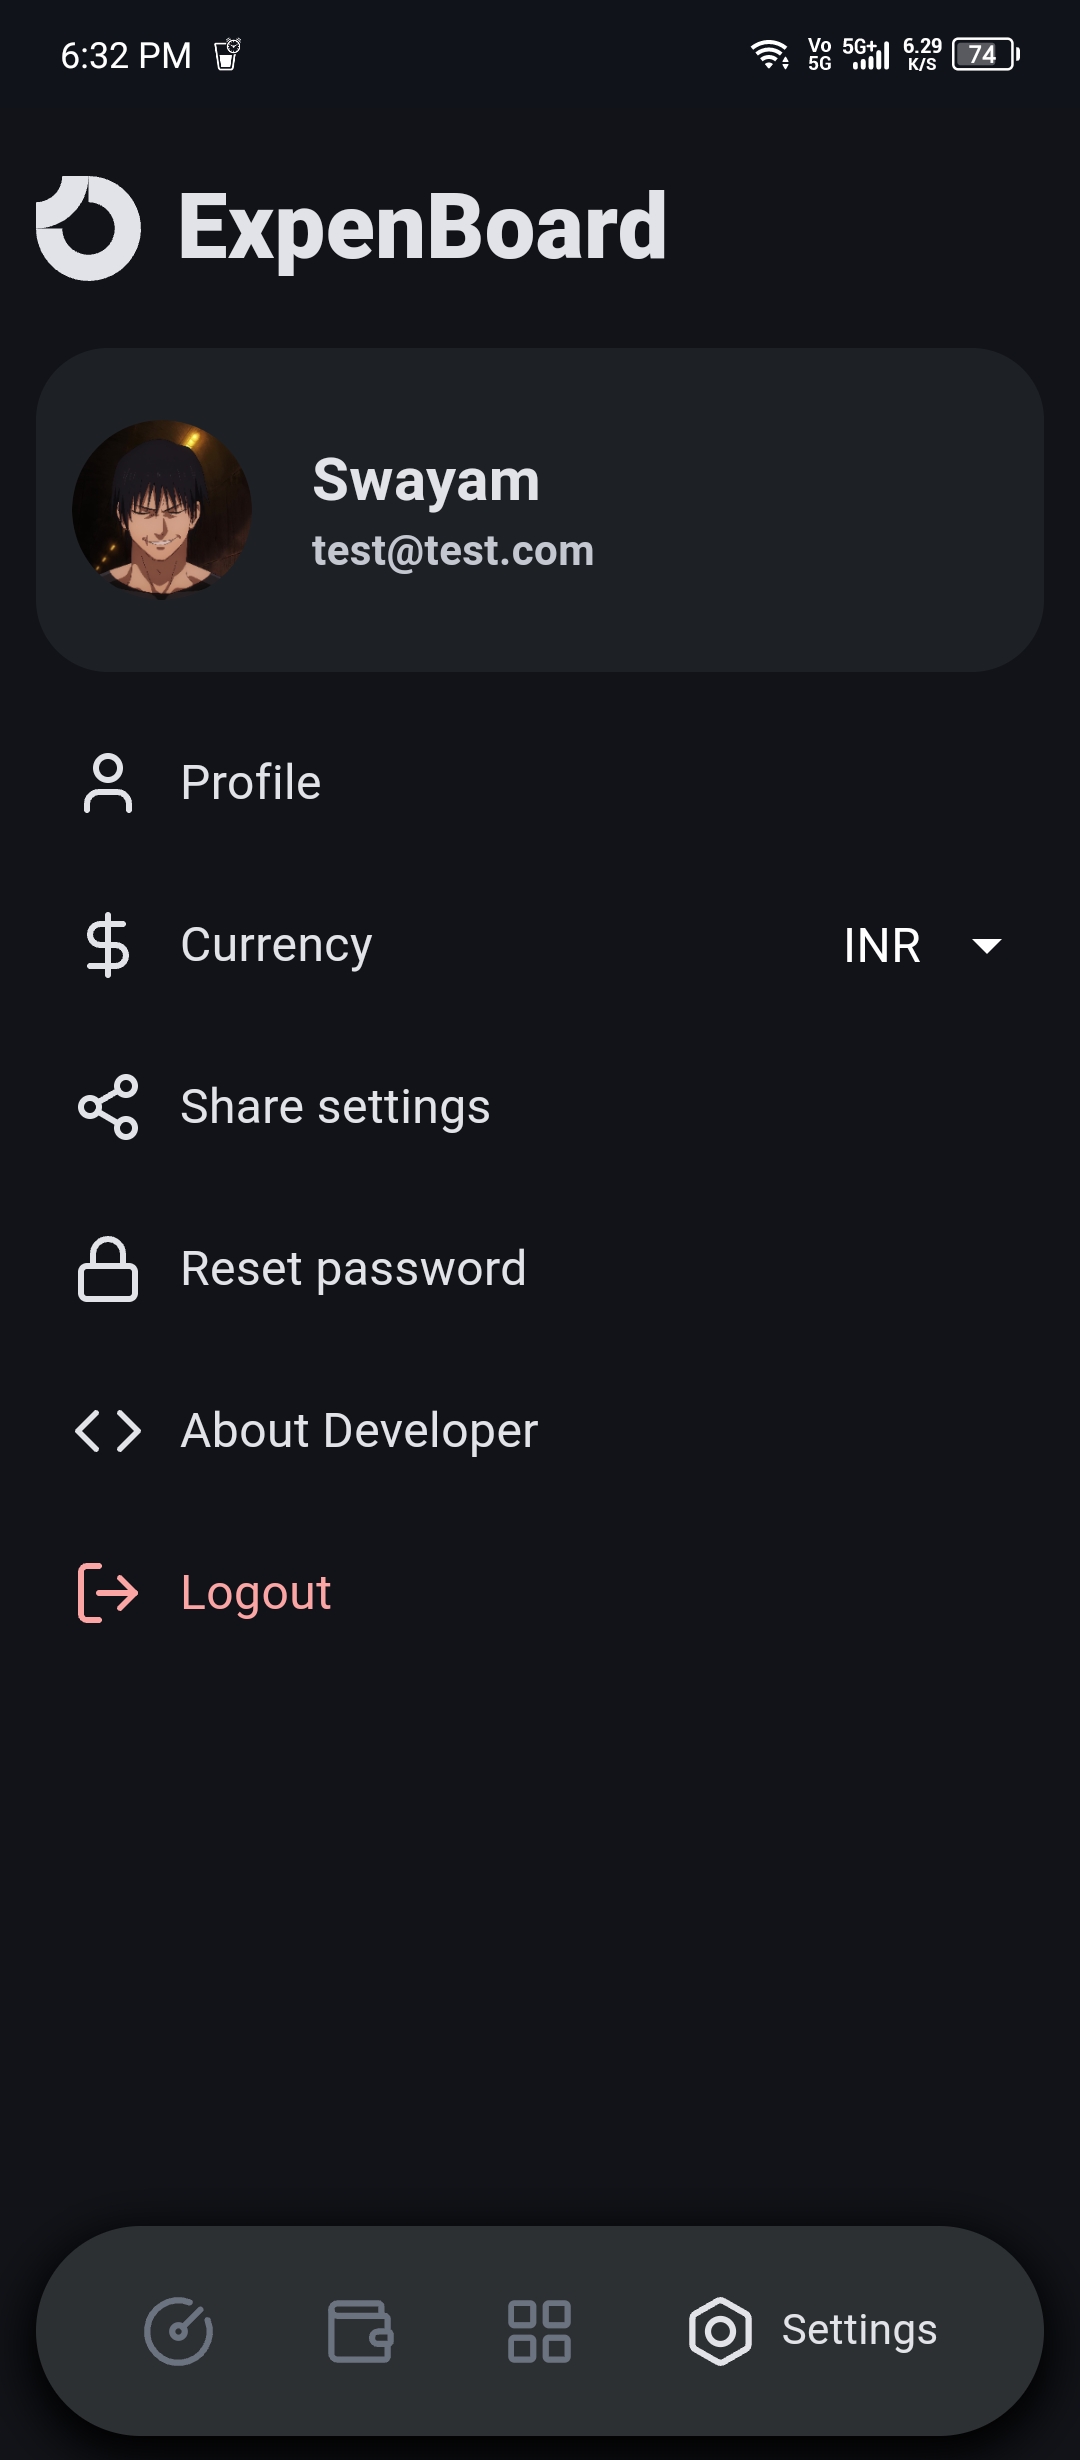 6:32 PM
Vo 5G 5G+ 6.29 K/S 74
ExpenBoard
Swayam
test@test.com
Profile
Currency INR
Share settings
Reset password
About Developer
Logout
Settings